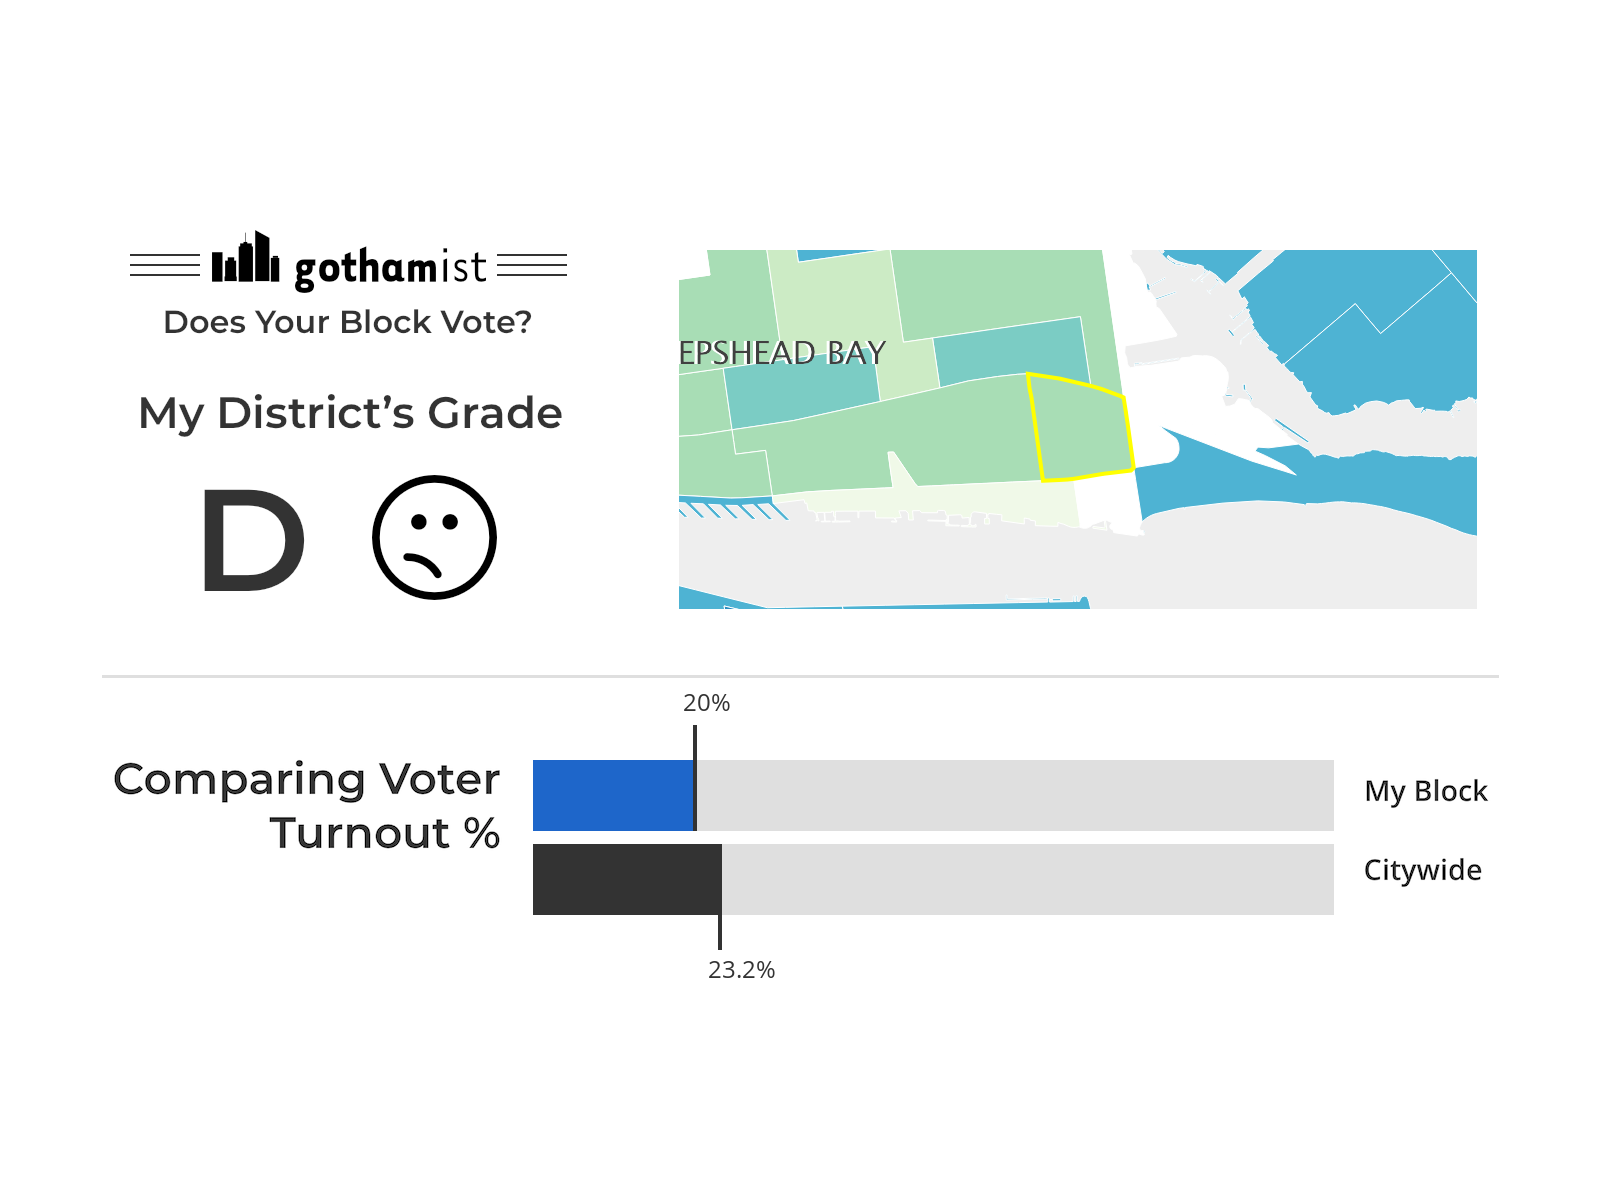 gothamist
Does Your Block Vote?
My District's Grade
D
EPSHEAD BAY
20%
Comparing Voter
Turnout %
My Block
Citywide
23.2%